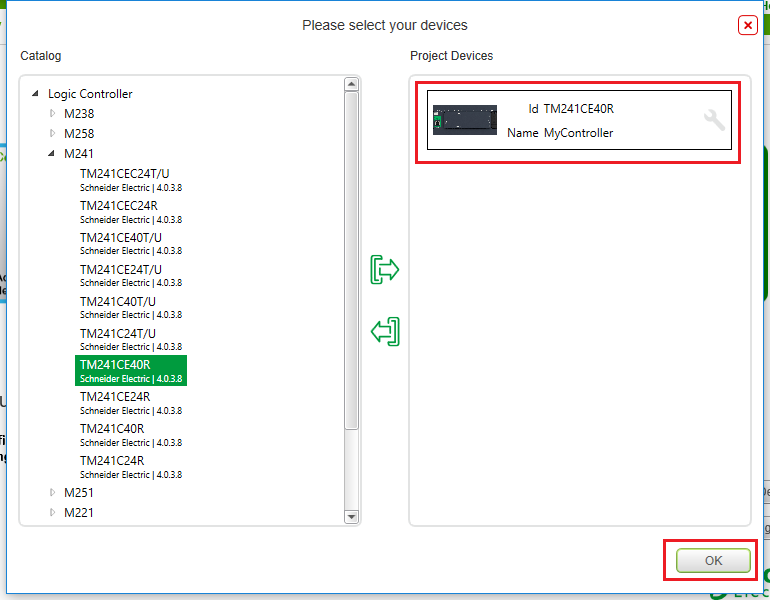 Please select your devices
Catalog
Project Devices
Logic Controller
M238
M258
M241
TM241CEC24T/U
Schneider Electric | 4.0.3.8
TM241CEC24R
Schneider Electric | 4.0.3.8
TM241CE40T/U
Schneider Electric | 4.0.3.8
TM241CE24T/U
Schneider Electric | 4.0.3.8
TM241C40T/U
Schneider Electric | 4.0.3.8
TM241C24T/U
Schneider Electric | 4.0.3.8
TM241CE40R
Schneider Electric | 4.0.3.8
TM241CE24R
Schneider Electric | 4.0.3.8
TM241C40R
Schneider Electric | 4.0.3.8
TM241C24R
Schneider Electric | 4.0.3.8
M251
M221
Id TM241CE40R
Name MyController
OK